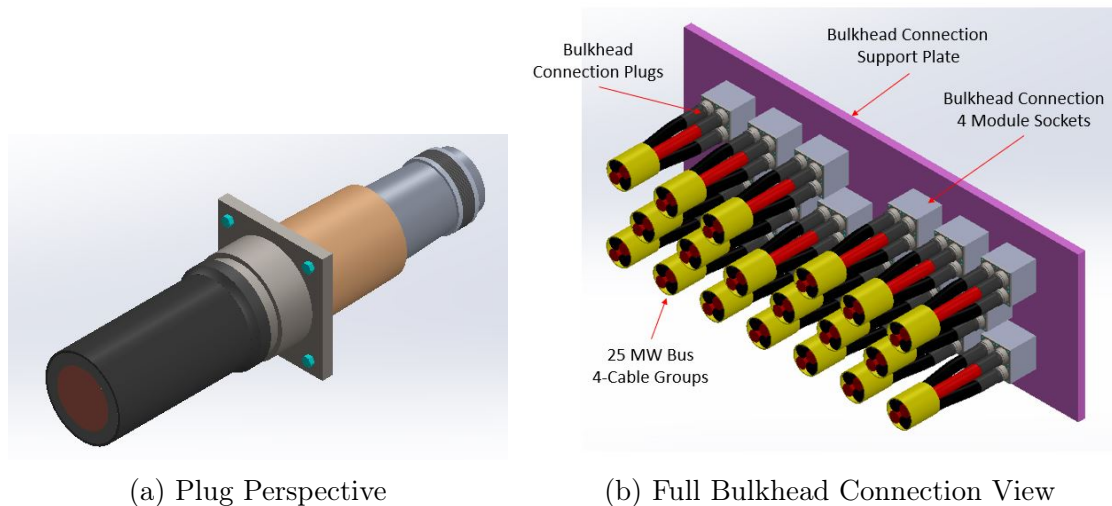 Bulkhead
Connection Plugs
Bulkhead Connection
Support Plate
Bulkhead Connection
4 Module Sockets
25 MW Bus
4-Cable Groups
(a) Plug Perspective
(b) Full Bulkhead Connection View